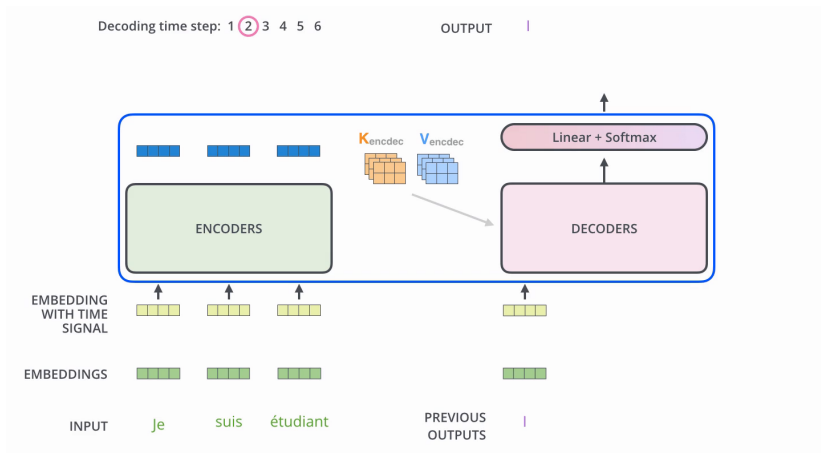 Decoding time step: 1 2 3 4 5 6
OUTPUT I
Linear + Softmax
Kencdec Vencdec
ENCODERS
DECODERS
EMBEDDING
WITH TIME
SIGNAL
EMBEDDINGS
INPUT Je suis étudiant
PREVIOUS
OUTPUTS I